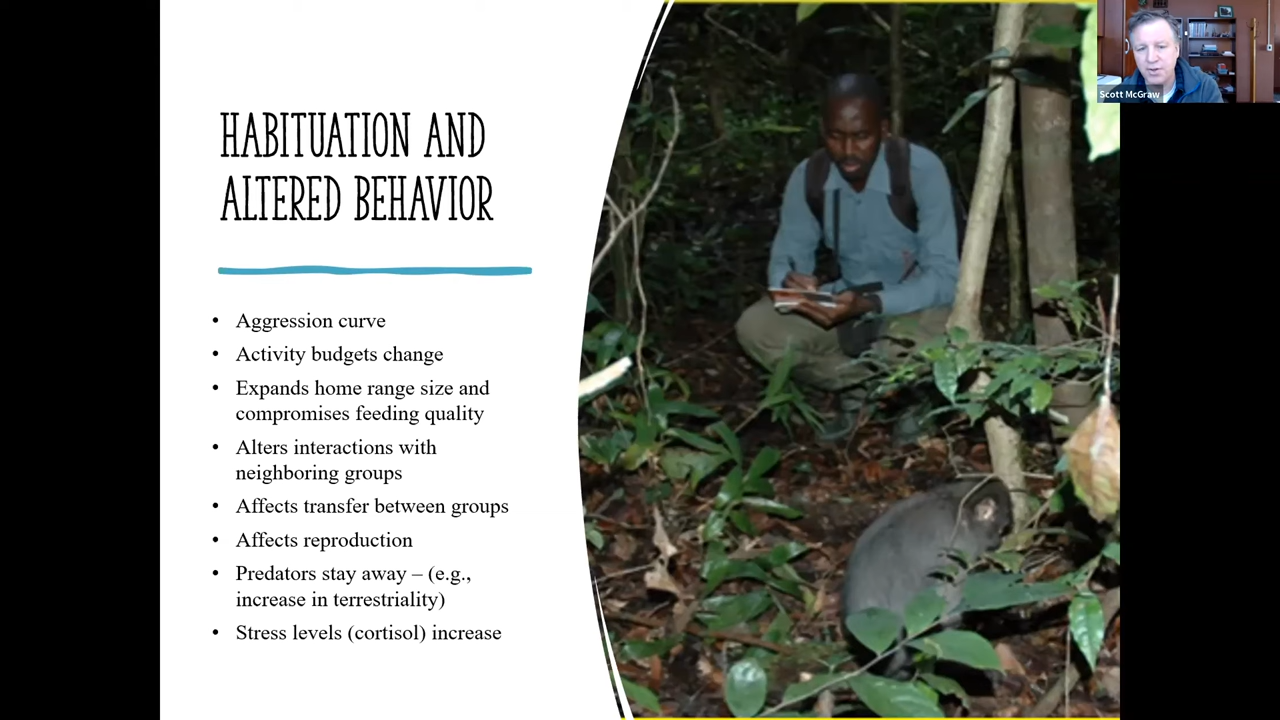 Scott McGraw
HABITUATION AND
ALTERED BEHAVIOR
• Aggression curve
• Activity budgets change
• Expands home range size and
compromises feeding quality
• Alters interactions with
neighboring groups
• Affects transfer between groups
• Affects reproduction
• Predators stay away – (e.g.,
increase in terrestriality)
• Stress levels (cortisol) increase